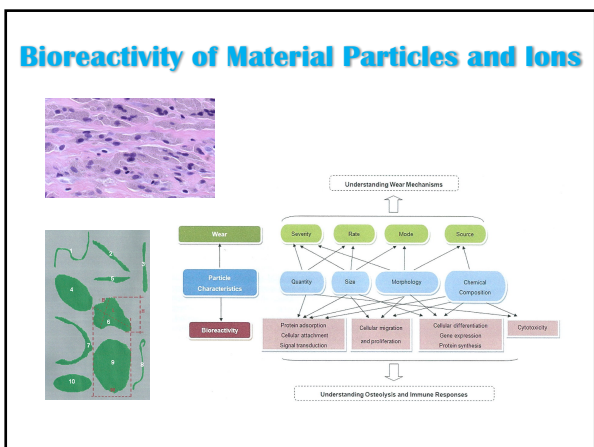 Bioreactivity of Material Particles and Ions
Understanding Wear Mechanisms
Wear
Severity
Rate
Mode
Source
Particle
Characteristics
Quantity
Size
Morphology
Chemical
Composition
Bioreactivity
Protein adsorption
Cellular attachment
Signal transduction
Cellular migration
and proliferation
Cellular differentiation
Gene expression
Protein synthesis
Cytotoxicity
Understanding Osteolysis and Immune Responses
1
2
3
4
5
6
7
8
9
10